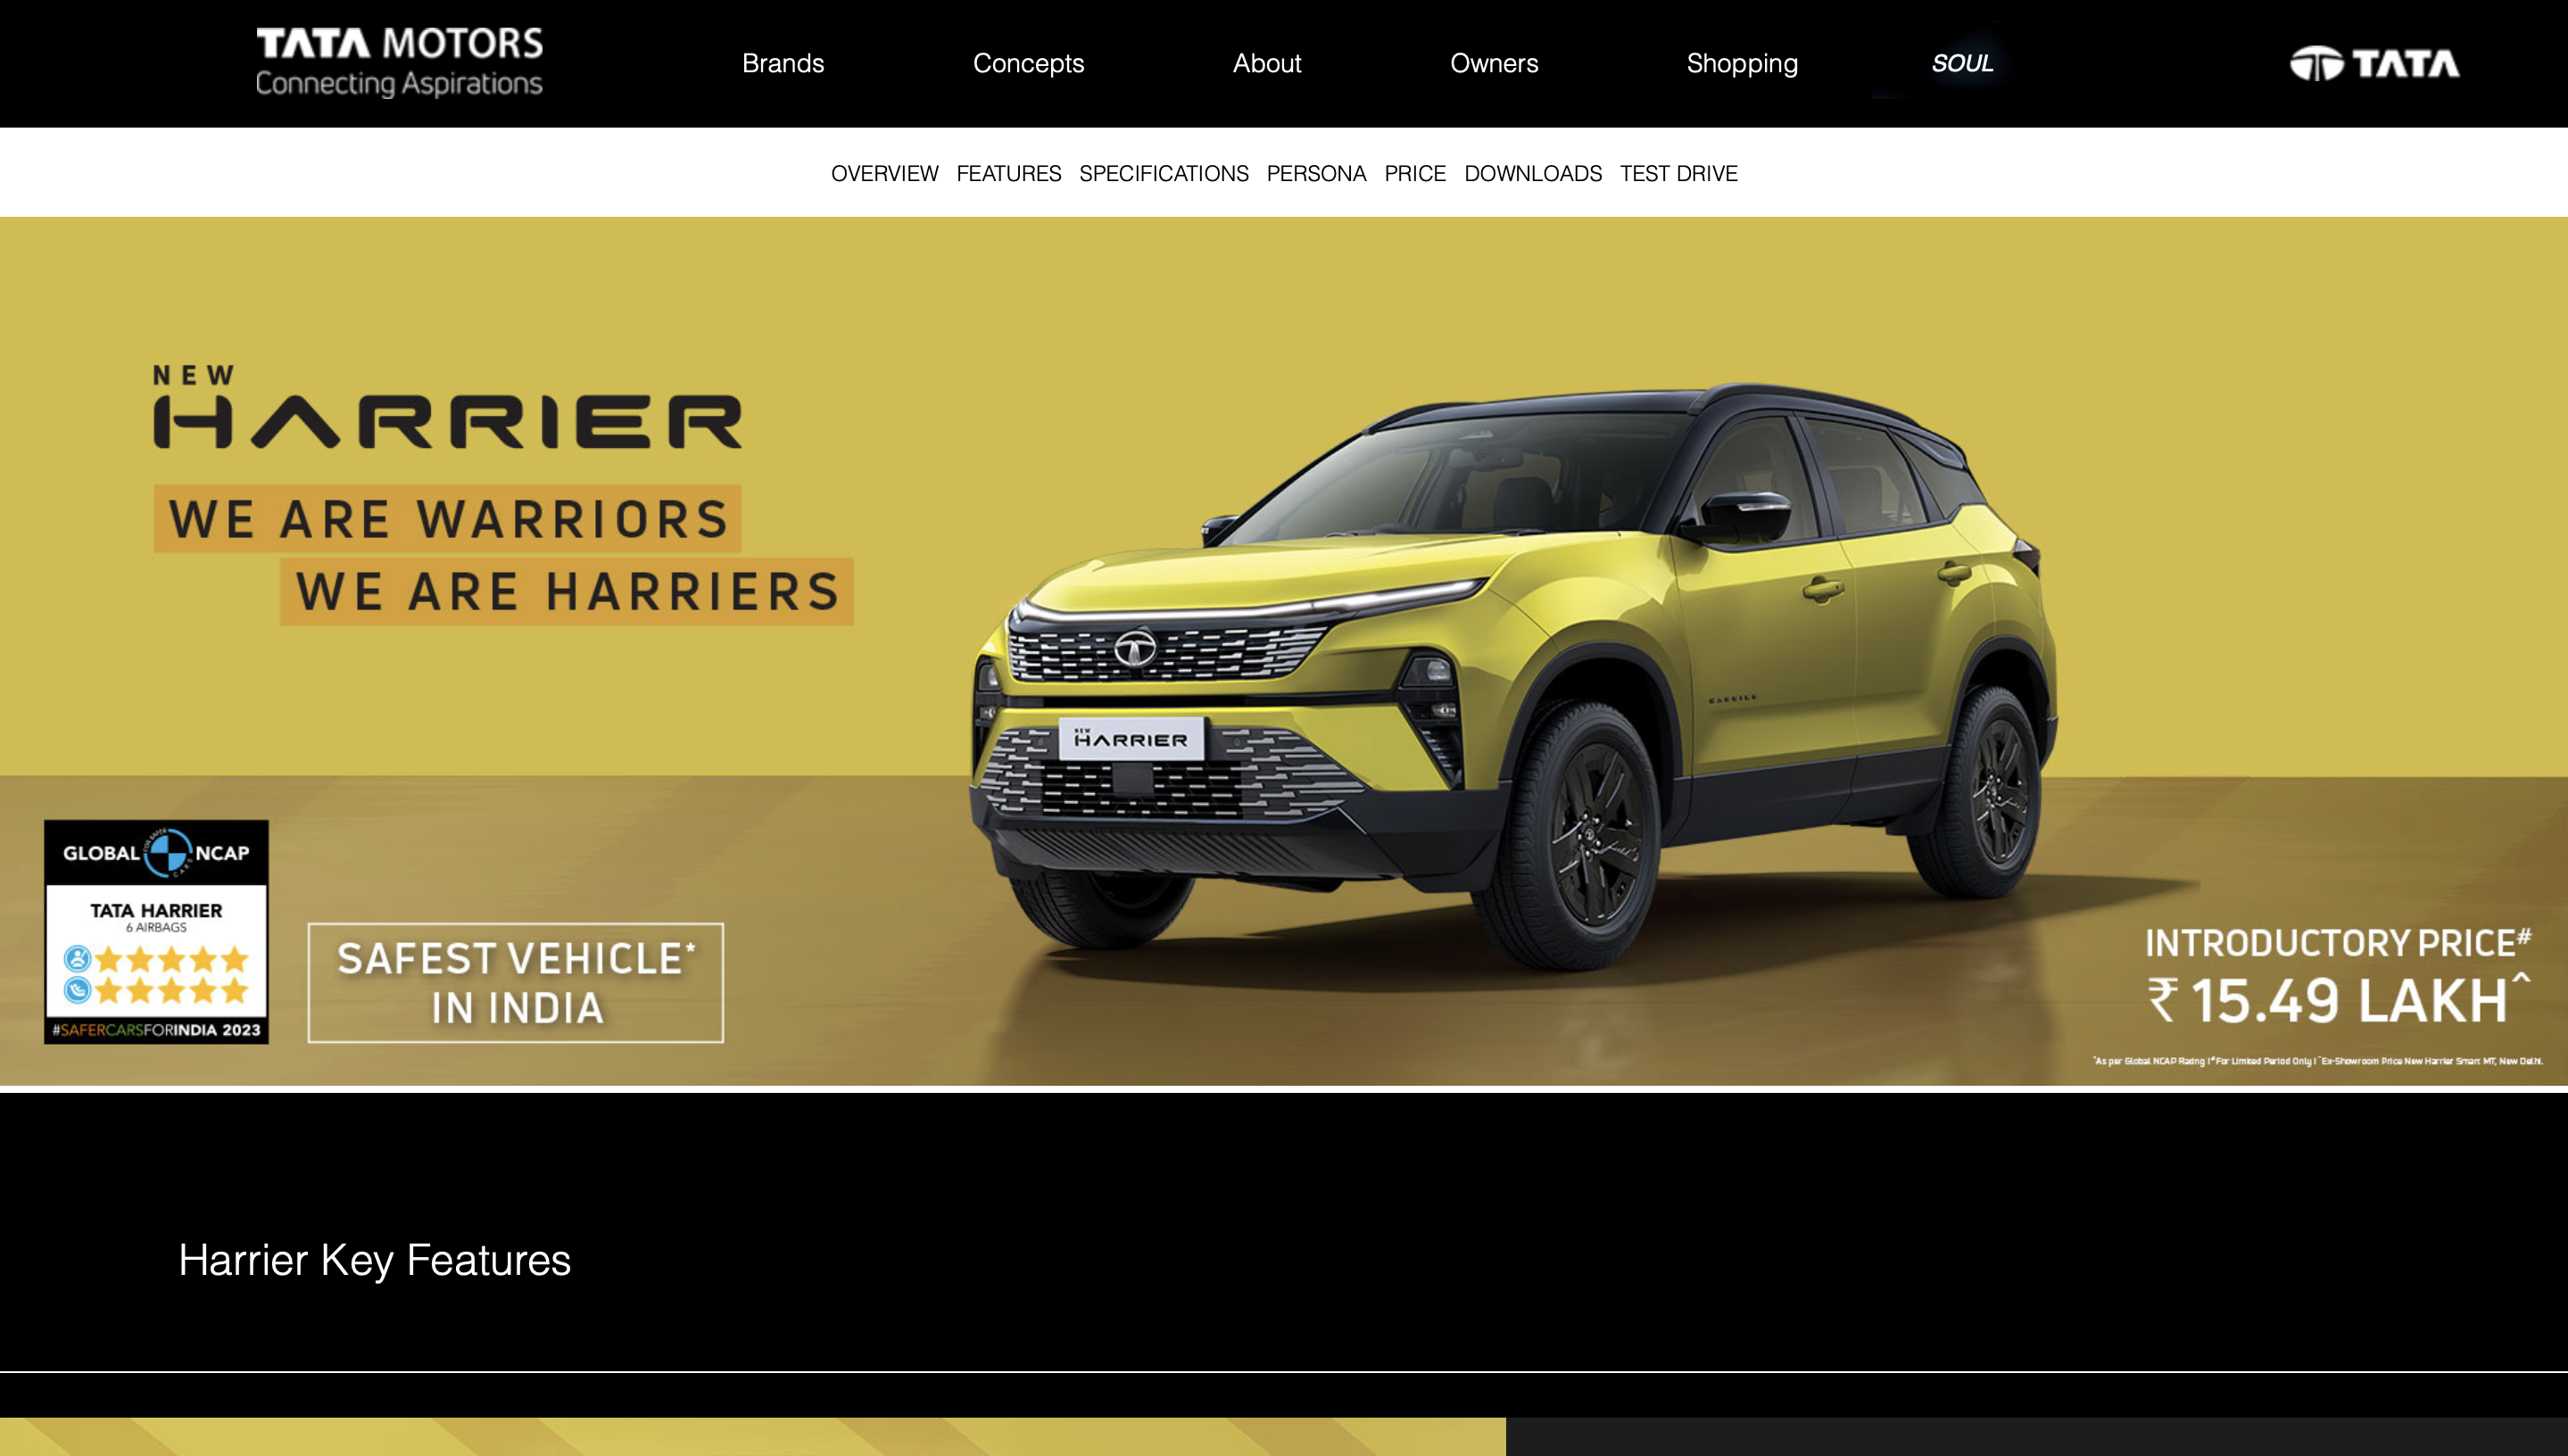 TATA MOTORS
Connecting Aspirations
Brands
Concepts
About
Owners
Shopping
SOUL
TATA
OVERVIEW FEATURES SPECIFICATIONS PERSONA PRICE DOWNLOADS TEST DRIVE
NEW
HARRIER
WE ARE WARRIORS
WE ARE HARRIERS
HARRIER
NEW
HARRIER
GLOBAL NCAP
TATA HARRIER
6 AIRBAGS
#SAFERCARSFORINDIA 2023
SAFEST VEHICLE*
IN INDIA
INTRODUCTORY PRICE#
₹ 15.49 LAKH^
*As per Global NCAP Rating I #For Limited Period Only I ^Ex-Showroom Price New Harrier Smart MT, New Delhi.
Harrier Key Features